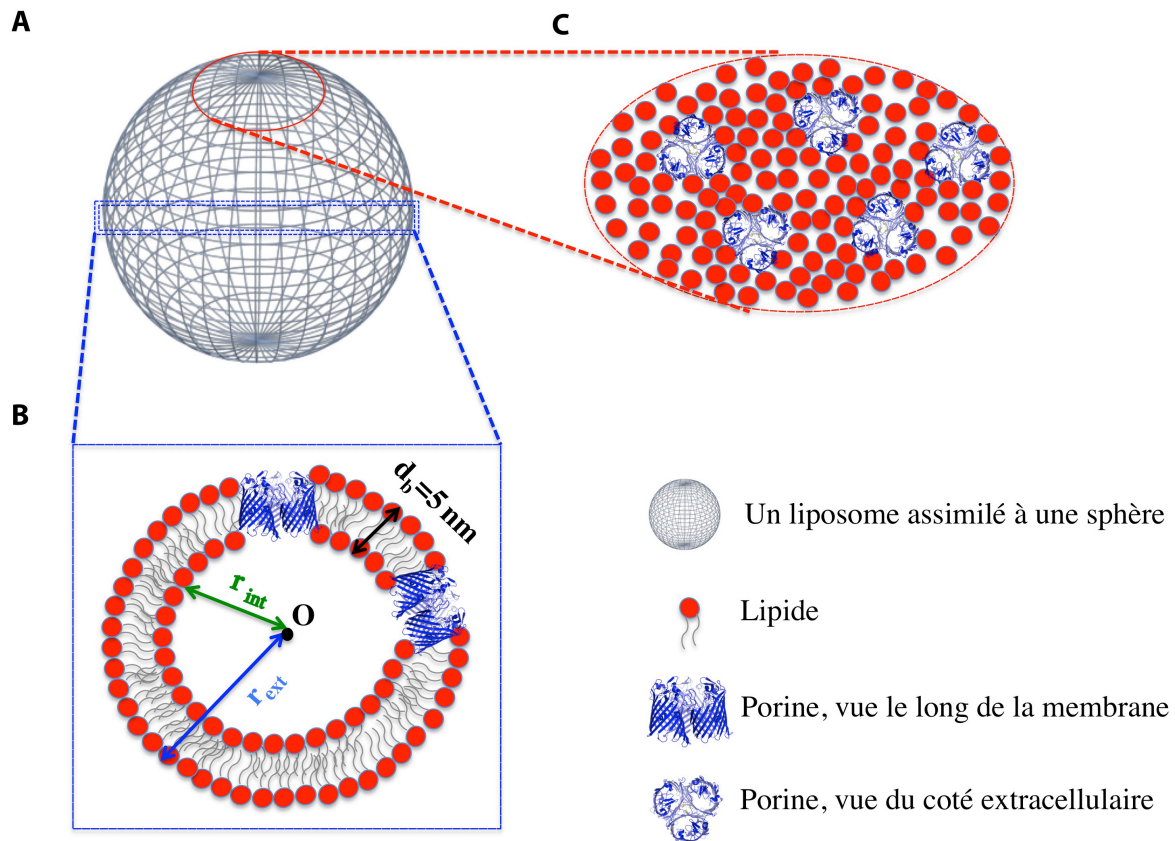 A
C
B
d_b=5 nm
r_int
O
r_ext
Un liposome assimilé à une sphère
Lipide
Porine, vue le long de la membrane
Porine, vue du coté extracellulaire